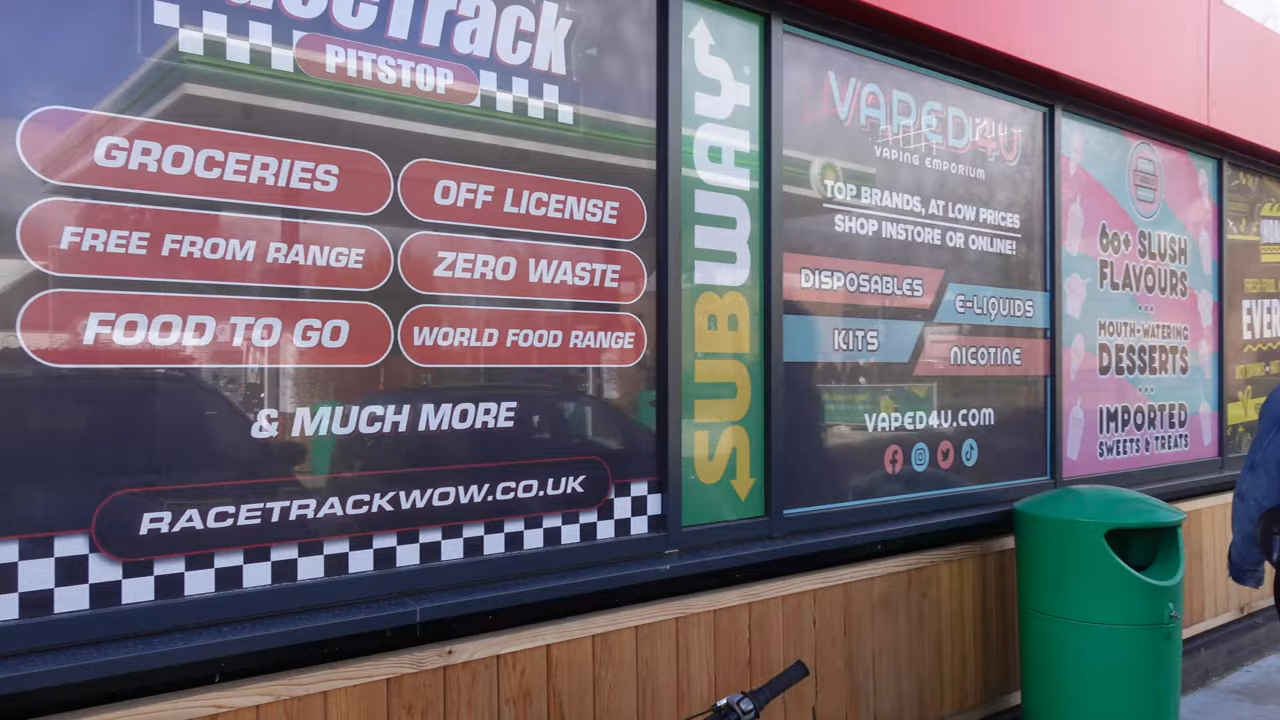 RaceTrack
PITSTOP
GROCERIES
OFF LICENSE
FREE FROM RANGE
ZERO WASTE
FOOD TO GO
WORLD FOOD RANGE
& MUCH MORE
RACETRACKWOW.CO.UK
SUBWAY
VAPED4U
VAPING EMPORIUM
TOP BRANDS, AT LOW PRICES
SHOP INSTORE OR ONLINE!
DISPOSABLES
E-LIQUIDS
KITS
NICOTINE
VAPED4U.COM
60+ SLUSH
FLAVOURS
MOUTH-WATERING
DESSERTS
IMPORTED
SWEETS & TREATS